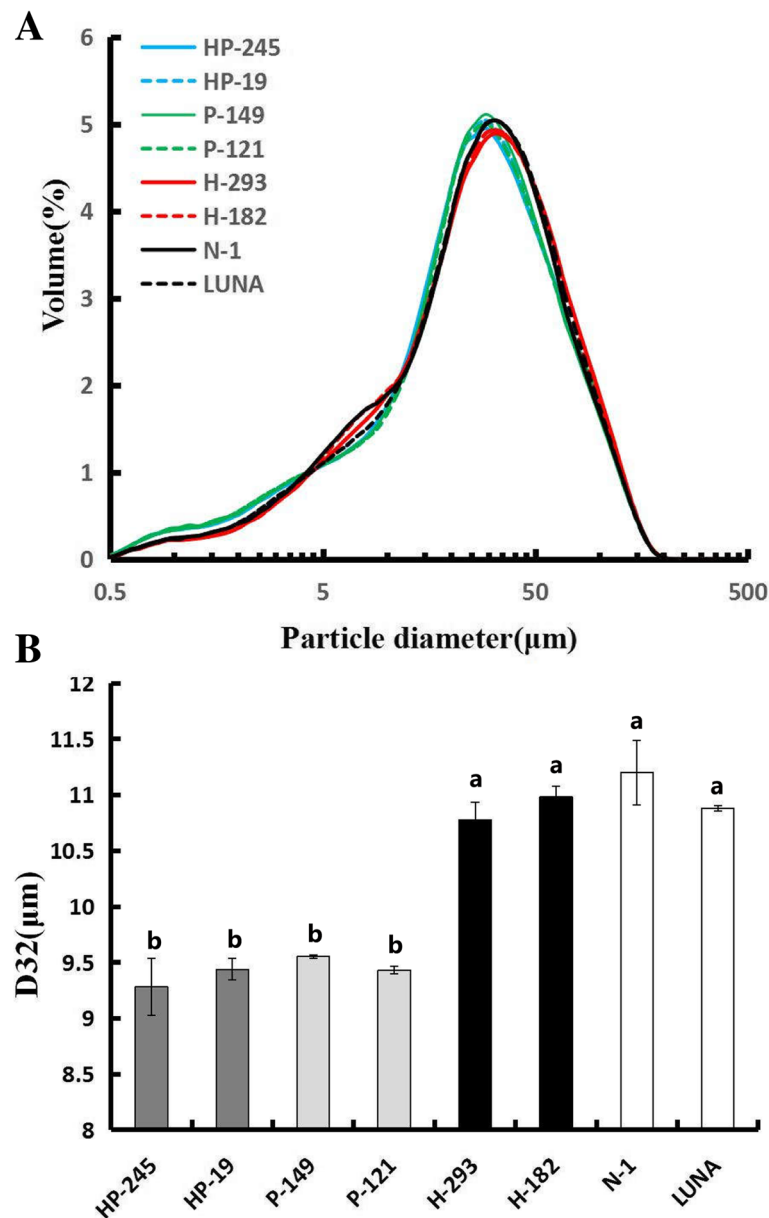 A
6
5
4
3
2
1
0
Volume(%)
HP-245
HP-19
P-149
P-121
H-293
H-182
N-1
LUNA
0.5 5 50 500
Particle diameter(μm)
B
12
11.5
11
10.5
10
9.5
9
8.5
8
D32(μm)
b b b b a a a a
HP-245 HP-19 P-149 P-121 H-293 H-182 N-1 LUNA